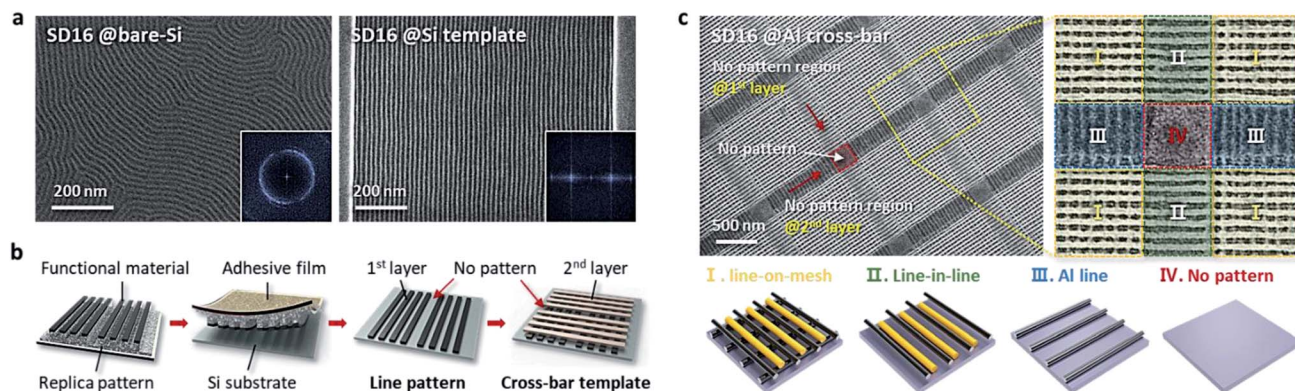 a
SD16 @bare-Si
200 nm
SD16 @Si template
200 nm
b
Functional material
Adhesive film
1st layer
No pattern
2nd layer
Replica pattern
Si substrate
Line pattern
Cross-bar template
c
SD16 @Al cross-bar
No pattern region
@1st layer
No pattern
No pattern region
@2nd layer
500 nm
I
II
I
III
IV
III
I
II
I
I. line-on-mesh
II. Line-in-line
III. Al line
IV. No pattern